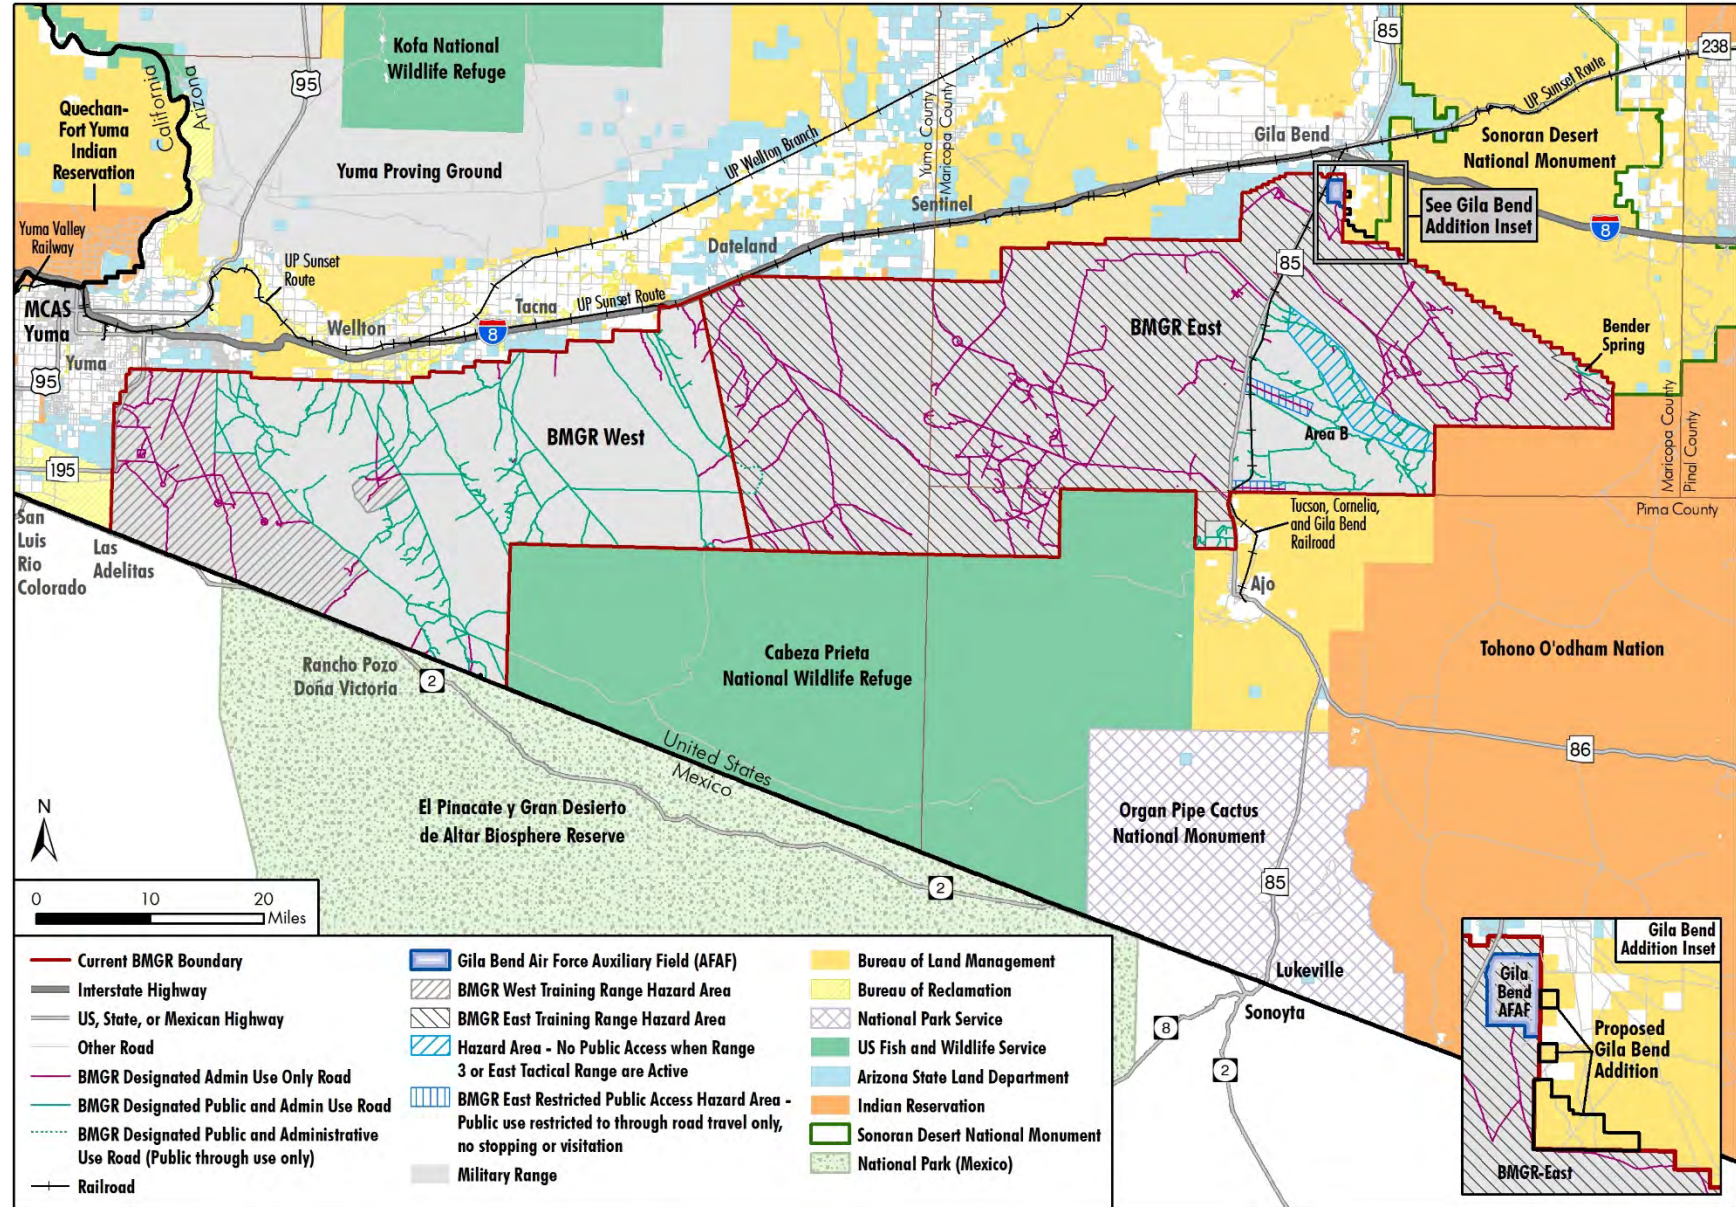 Kofa National
Wildlife Refuge
85
238
95
UP Sunset Route
Quechan-
Fort Yuma
Indian
Reservation
California
Arizona
Yuma County
Maricopa County
Gila Bend
Sonoran Desert
National Monument
UP Wellton Branch
Yuma Proving Ground
Sentinel
See Gila Bend
Addition Inset
8
Yuma Valley
Railway
UP Sunset
Route
Dateland
85
MCAS
Yuma
Tacna
UP Sunset Route
Wellton
8
BMGR East
Bender
Spring
Yuma
95
BMGR West
Area B
Maricopa County
Pinal County
195
Pima County
San
Luis
Rio
Colorado
Las
Adelitas
Tucson, Cornelia,
and Gila Bend
Railroad
Ajo
Rancho Pozo
Doña Victoria
2
Cabeza Prieta
National Wildlife Refuge
Tohono O'odham Nation
United States
Mexico
86
El Pinacate y Gran Desierto
de Altar Biosphere Reserve
Organ Pipe Cactus
National Monument
N
2
85
0 10 20
Miles
Lukeville
Sonoyta
8
2
Current BMGR Boundary
Interstate Highway
US, State, or Mexican Highway
Other Road
BMGR Designated Admin Use Only Road
BMGR Designated Public and Admin Use Road
BMGR Designated Public and Administrative
Use Road (Public through use only)
Railroad
Gila Bend Air Force Auxiliary Field (AFAF)
BMGR West Training Range Hazard Area
BMGR East Training Range Hazard Area
Hazard Area - No Public Access when Range
3 or East Tactical Range are Active
BMGR East Restricted Public Access Hazard Area -
Public use restricted to through road travel only,
no stopping or visitation
Military Range
Bureau of Land Management
Bureau of Reclamation
National Park Service
US Fish and Wildlife Service
Arizona State Land Department
Indian Reservation
Sonoran Desert National Monument
National Park (Mexico)
Gila Bend
Addition Inset
Gila
Bend
AFAF
Proposed
Gila Bend
Addition
BMGR-East